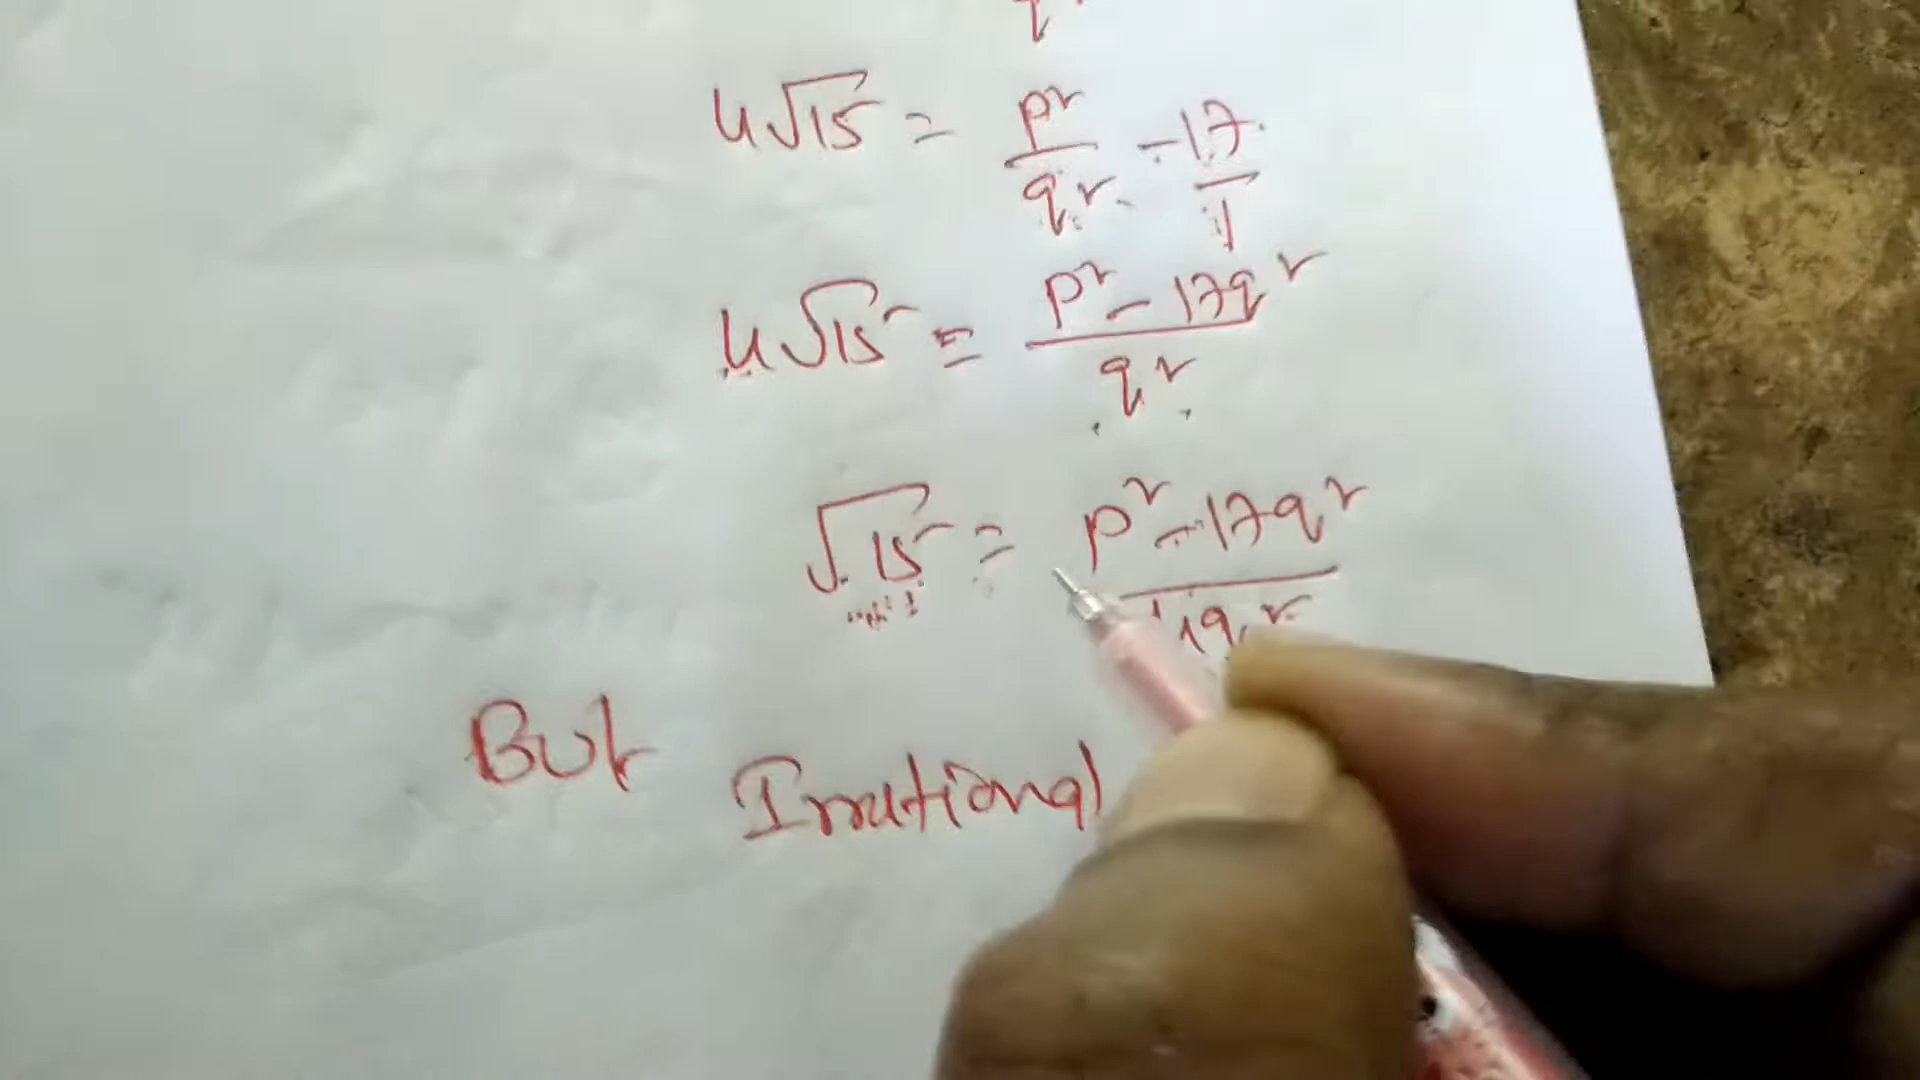 4√15 = p²/q² - 17/1
4√15 = p² - 17q² / q²
√15 = p² - 17q² / 4q²
But
Irrational